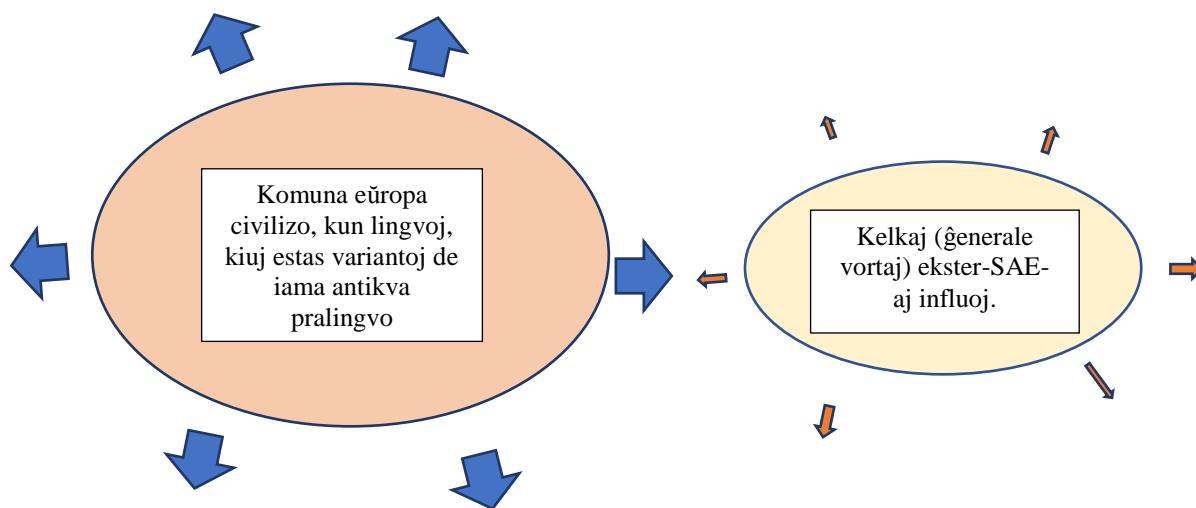 Komuna eŭropa
civilizo, kun lingvoj,
kiuj estas variantoj de
iama antikva
pralingvo
Kelkaj (ĝenerale
vortaj) ekster-SAE-
aj influoj.